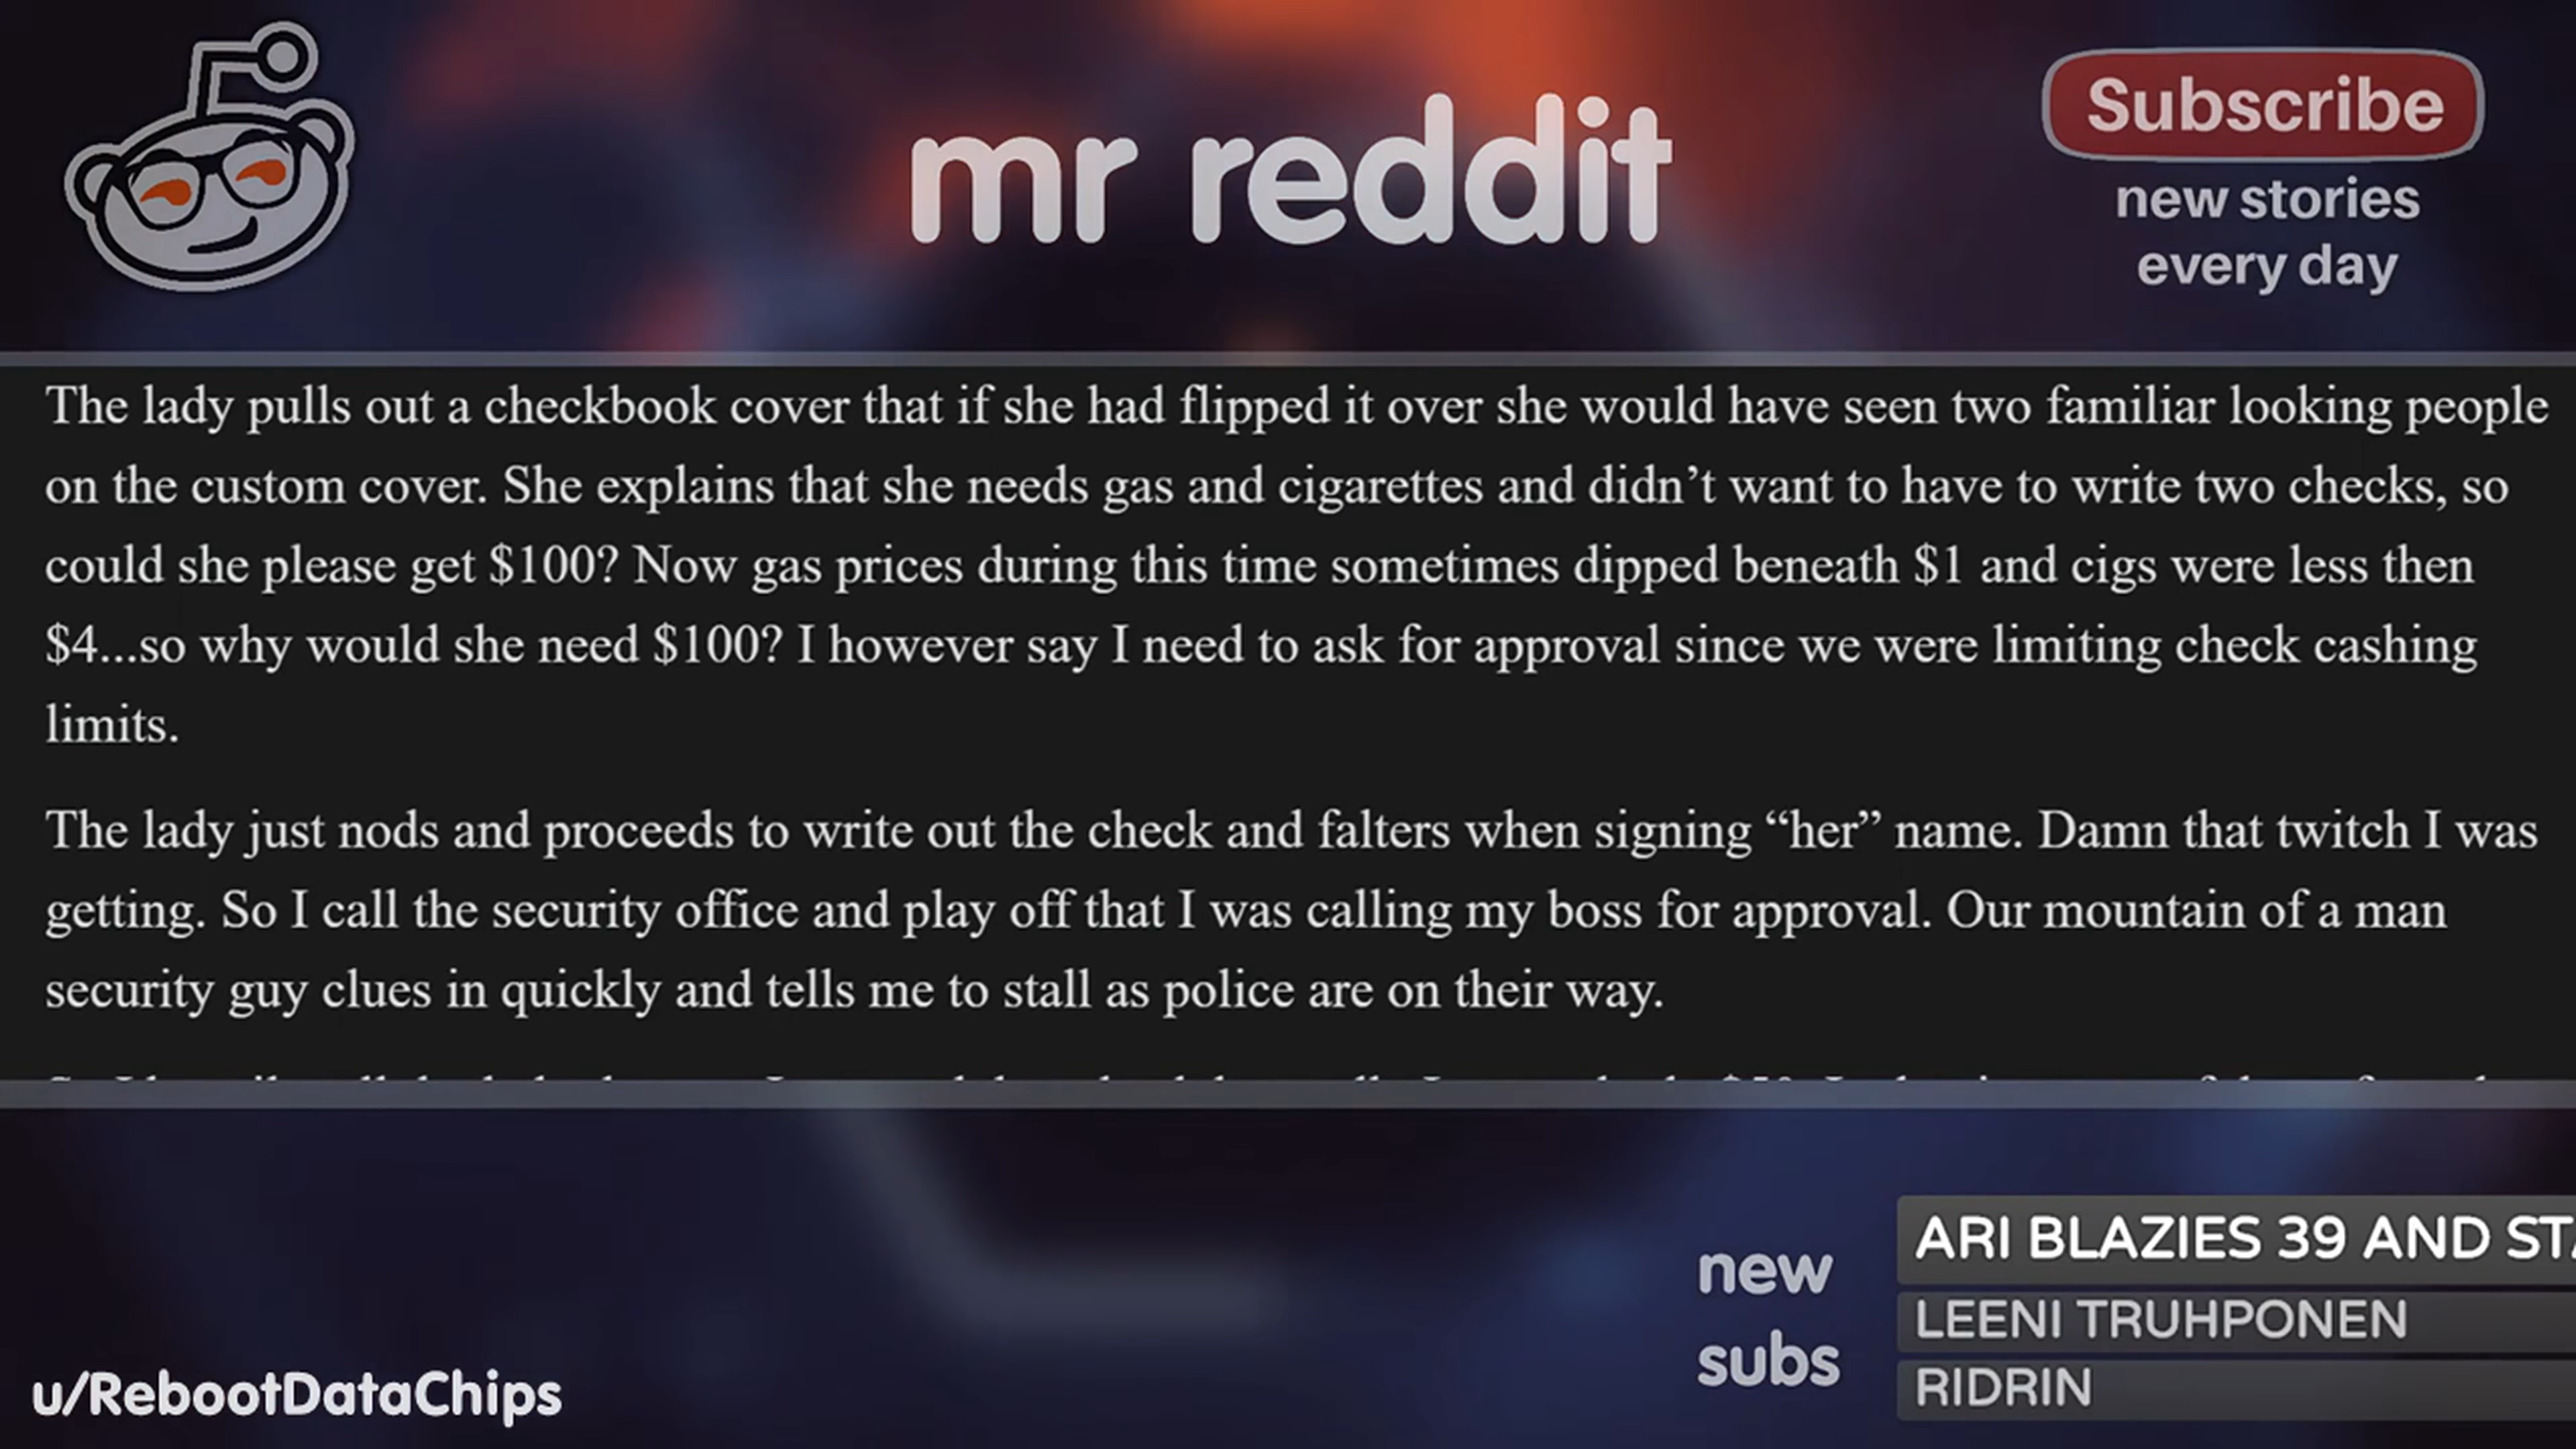 mr reddit
Subscribe
new stories
every day
The lady pulls out a checkbook cover that if she had flipped it over she would have seen two familiar looking people
on the custom cover. She explains that she needs gas and cigarettes and didn’t want to have to write two checks, so
could she please get $100? Now gas prices during this time sometimes dipped beneath $1 and cigs were less then
$4...so why would she need $100? I however say I need to ask for approval since we were limiting check cashing
limits.
The lady just nods and proceeds to write out the check and falters when signing “her” name. Damn that twitch I was
getting. So I call the security office and play off that I was calling my boss for approval. Our mountain of a man
security guy clues in quickly and tells me to stall as police are on their way.
new
subs
ARI BLAZIES 39 AND
LEENI TRUHPONEN
RIDRIN
u/RebootDataChips